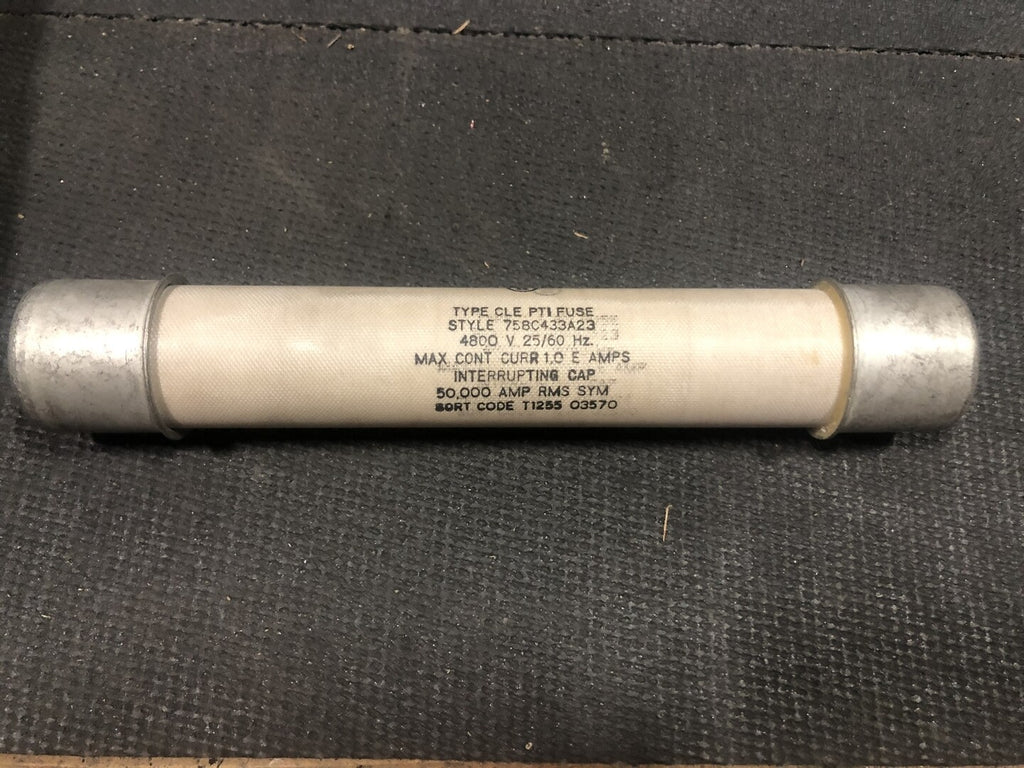 TYPE CLE PTI FUSE
STYLE 758C433A23
4800 V 25/60 Hz.
MAX CONT CURR 1.0 E AMPS
INTERRUPTING CAP
50,000 AMP RMS SYM
SORT CODE T1255 03570